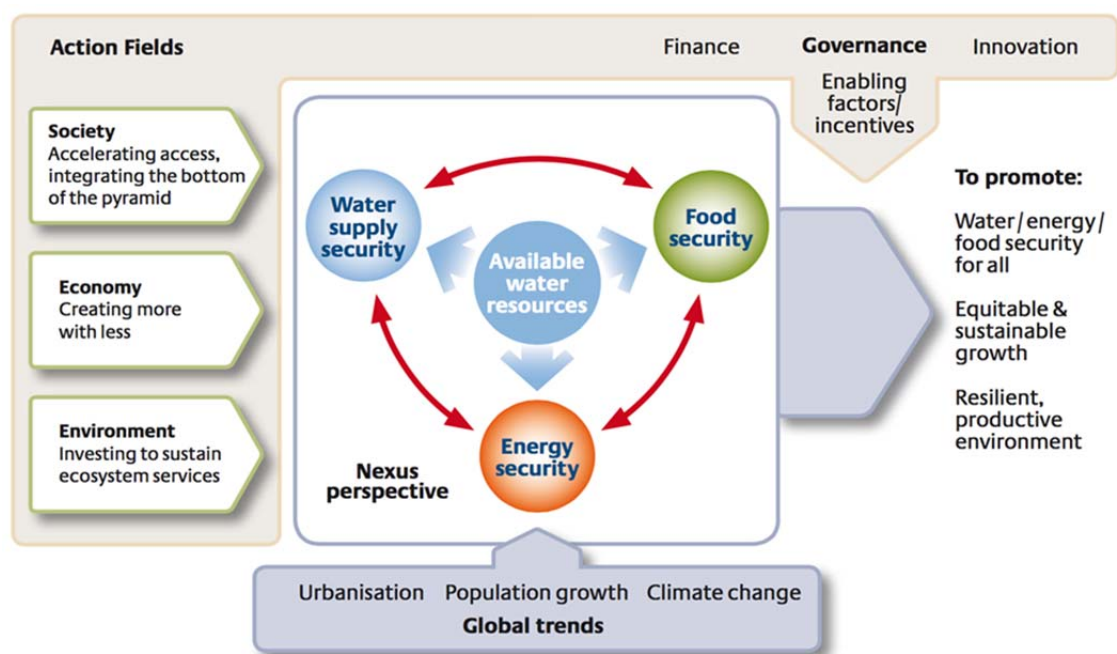 Action Fields
Finance
Governance
Innovation
Enabling
factors/
incentives
Society
Accelerating access,
integrating the bottom
of the pyramid
Economy
Creating more
with less
Environment
Investing to sustain
ecosystem services
Water
supply
security
Food
security
Available
water
resources
Energy
security
Nexus
perspective
To promote:
Water/energy/
food security
for all
Equitable &
sustainable
growth
Resilient,
productive
environment
Urbanisation
Population growth
Climate change
Global trends